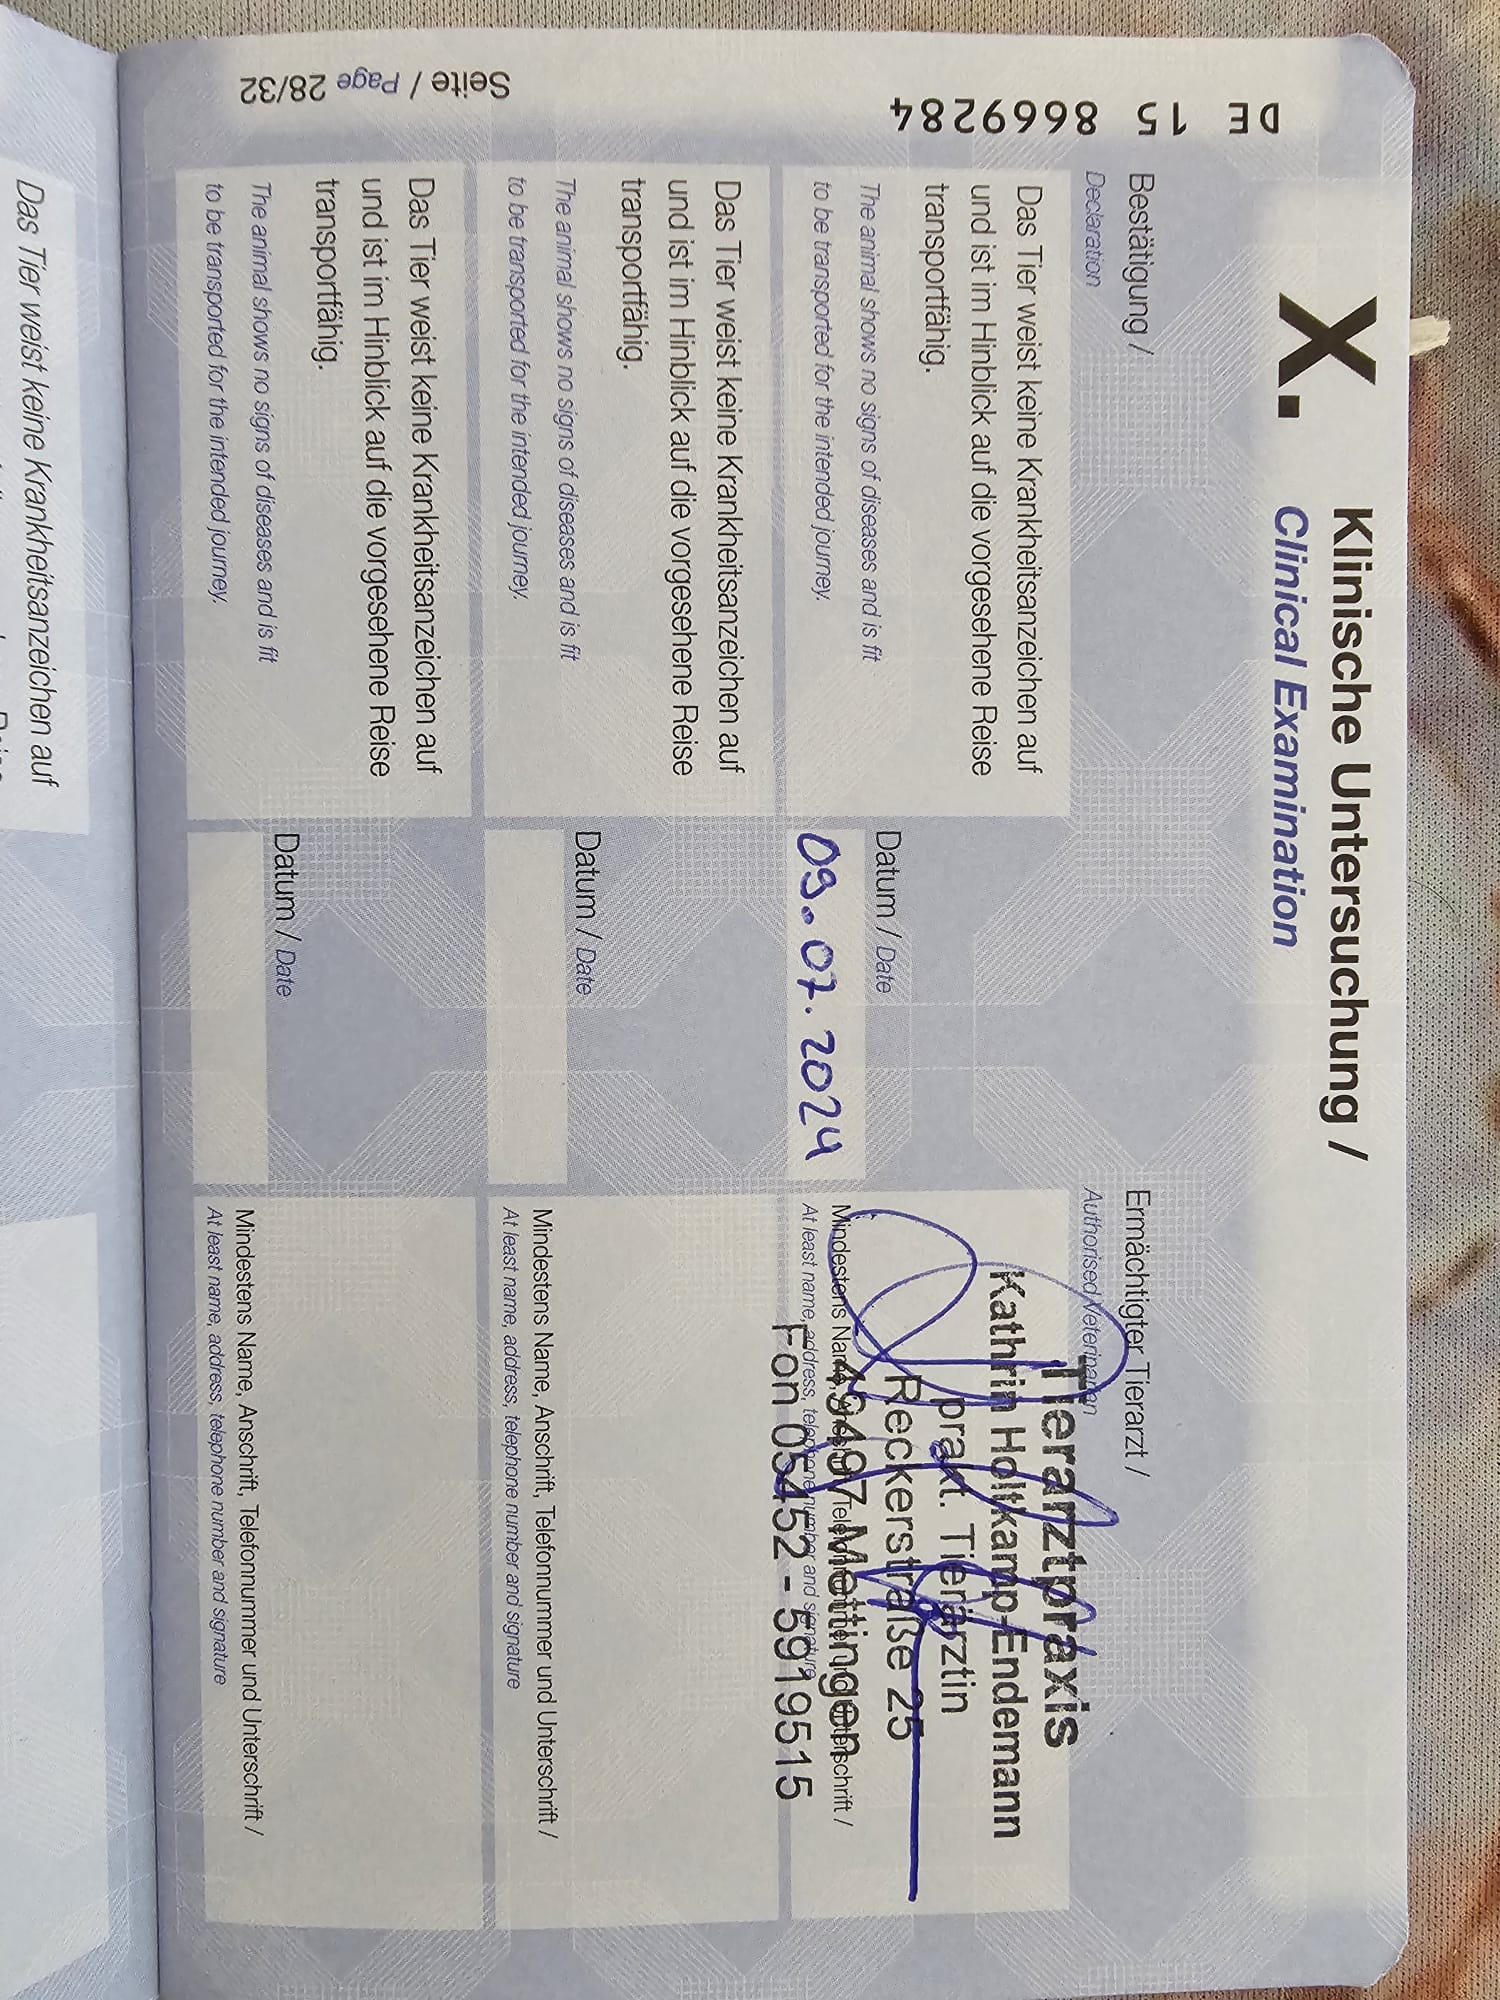 DE 15 8669284
Seite / Page 28/32
X. Klinische Untersuchung /
Clinical Examination
Bestätigung /
Declaration
Ermächtigter Tierarzt /
Authorised Veterinarian
Das Tier weist keine Krankheitsanzeichen auf
und ist im Hinblick auf die vorgesehene Reise
transportfähig.
The animal shows no signs of diseases and is fit
to be transported for the intended journey.
Datum / Date
09.07.2024
Tierarztpraxis
Kathrin Holtkamp-Endemann
prakt. Tierärztin
Reckerstraße 25
49497 Mettingen
Fon 05452 - 5919515
Mindestens Name, Anschrift, Telefonnummer und Unterschrift /
At least name, address, telephone number and signature
Das Tier weist keine Krankheitsanzeichen auf
und ist im Hinblick auf die vorgesehene Reise
transportfähig.
The animal shows no signs of diseases and is fit
to be transported for the intended journey.
Datum / Date
Mindestens Name, Anschrift, Telefonnummer und Unterschrift /
At least name, address, telephone number and signature
Das Tier weist keine Krankheitsanzeichen auf
und ist im Hinblick auf die vorgesehene Reise
transportfähig.
The animal shows no signs of diseases and is fit
to be transported for the intended journey.
Datum / Date
Mindestens Name, Anschrift, Telefonnummer und Unterschrift /
At least name, address, telephone number and signature
Das Tier weist keine Krankheitsanzeichen auf